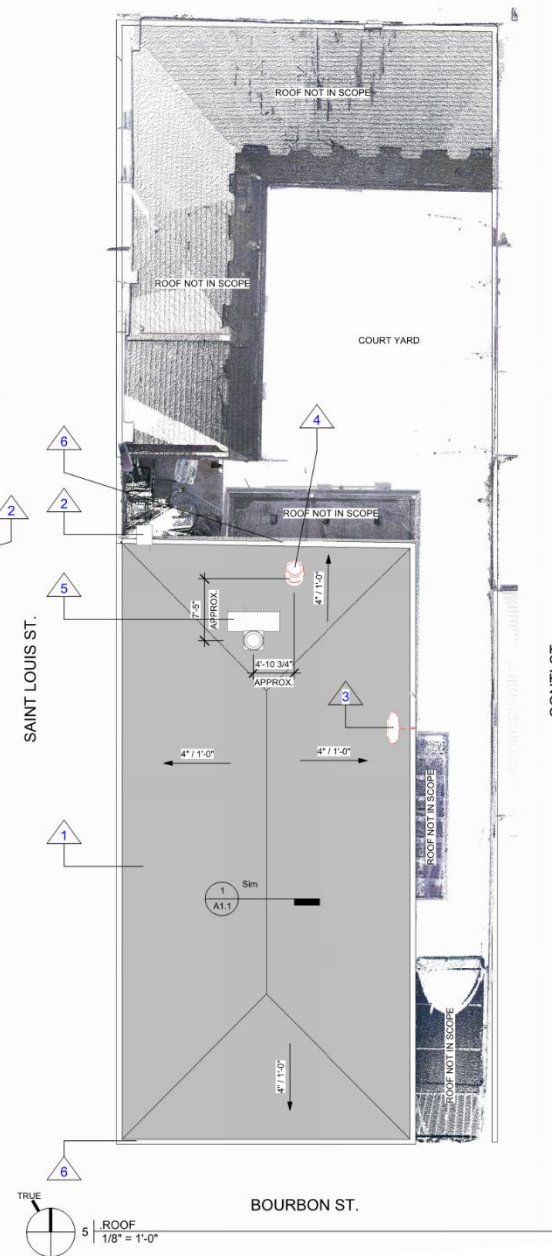 ROOF NOT IN SCOPE
ROOF NOT IN SCOPE
COURT YARD
4
6
2
2
ROOF NOT IN SCOPE
5
7'-5"
APPROX.
4" / 1'-0"
4'-10 3/4"
APPROX.
3
SAINT LOUIS ST.
CONTI ST.
4" / 1'-0"
4" / 1'-0"
ROOF NOT IN SCOPE
1
1
A1.1
Sim
ROOF NOT IN SCOPE
4" / 1'-0"
6
BOURBON ST.
TRUE
5
.ROOF
1/8" = 1'-0"